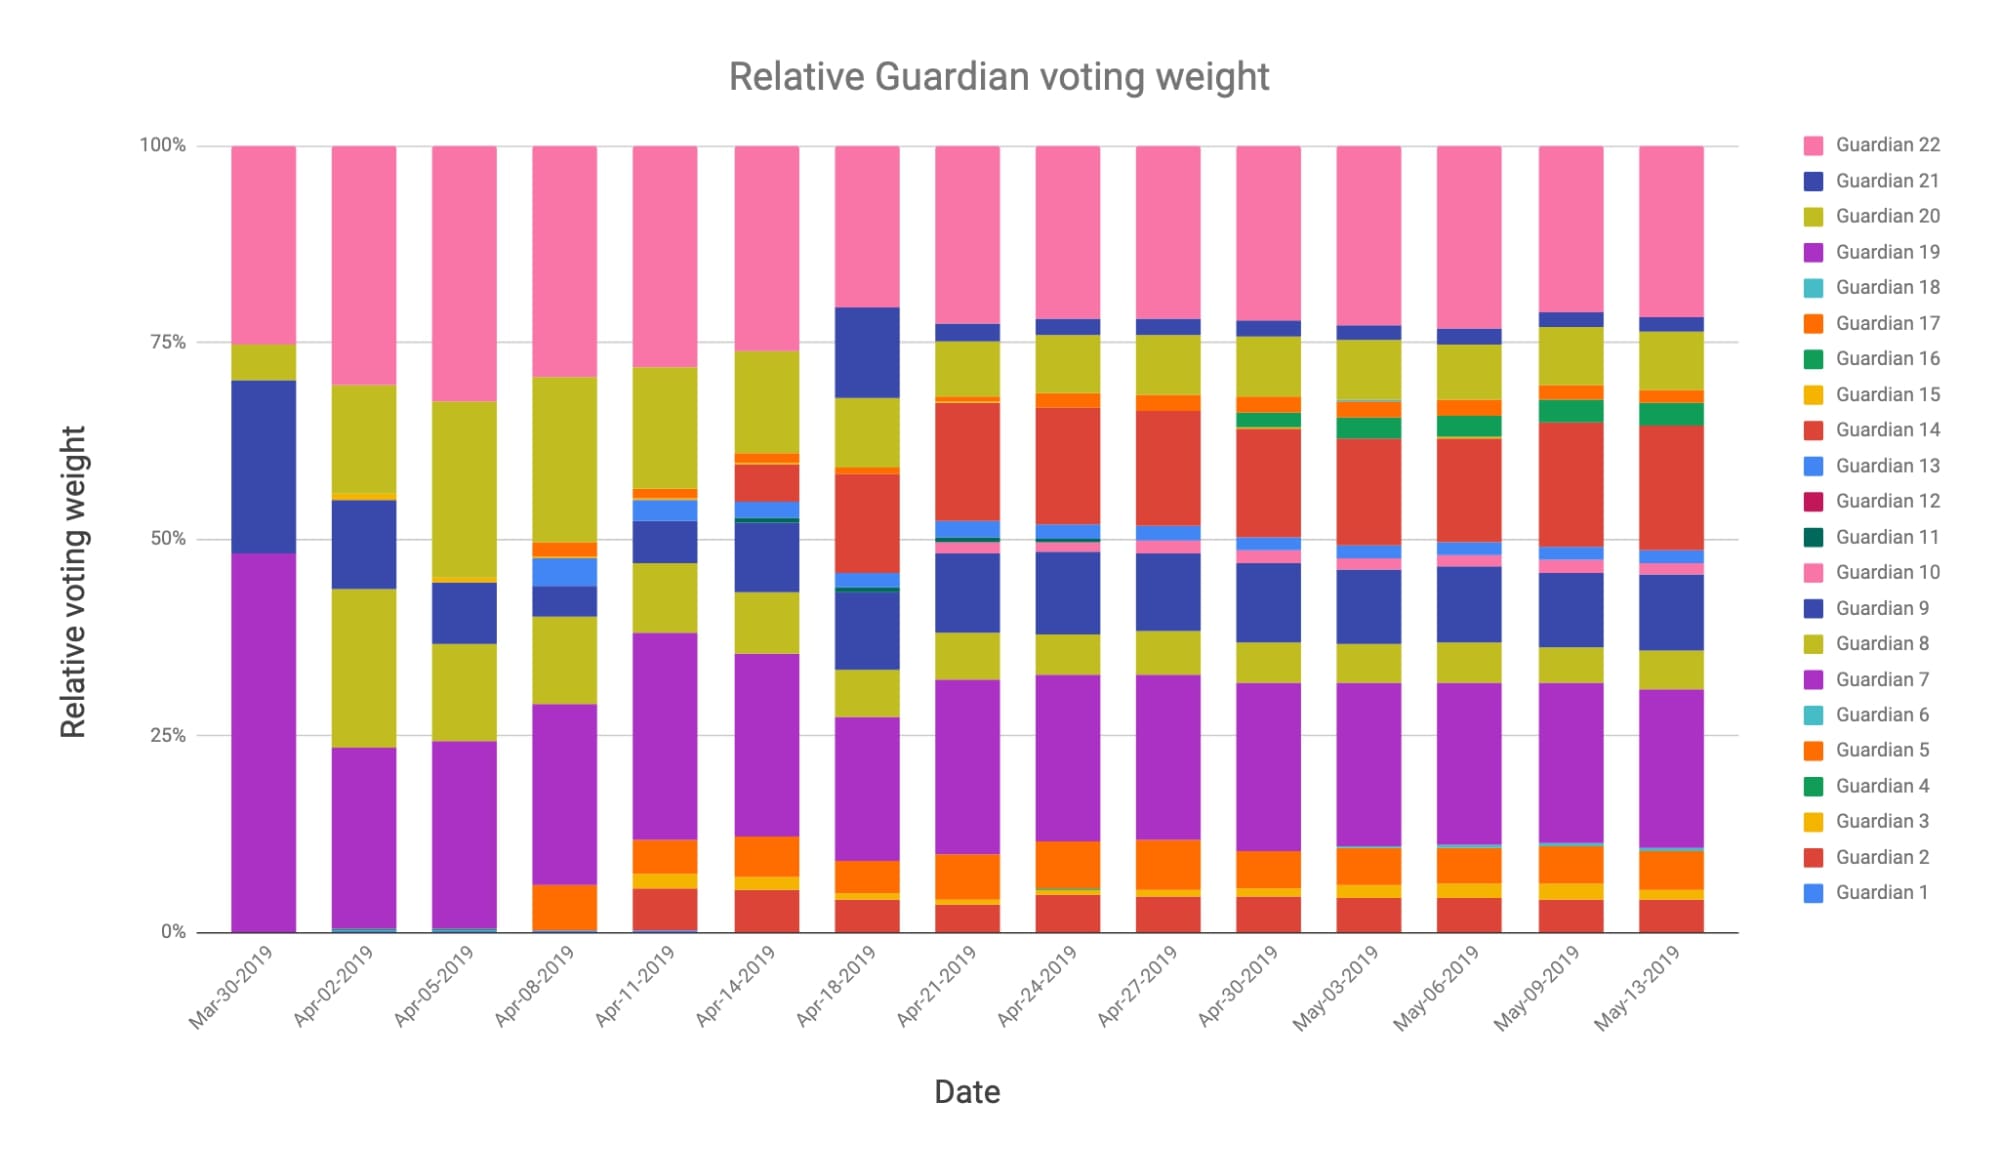 Relative Guardian voting weight
Relative voting weight
100%
75%
50%
25%
0%
Mar-30-2019
Apr-02-2019
Apr-05-2019
Apr-08-2019
Apr-11-2019
Apr-14-2019
Apr-18-2019
Apr-21-2019
Apr-24-2019
Apr-27-2019
Apr-30-2019
May-03-2019
May-06-2019
May-09-2019
May-13-2019
Date
Guardian 22
Guardian 21
Guardian 20
Guardian 19
Guardian 18
Guardian 17
Guardian 16
Guardian 15
Guardian 14
Guardian 13
Guardian 12
Guardian 11
Guardian 10
Guardian 9
Guardian 8
Guardian 7
Guardian 6
Guardian 5
Guardian 4
Guardian 3
Guardian 2
Guardian 1